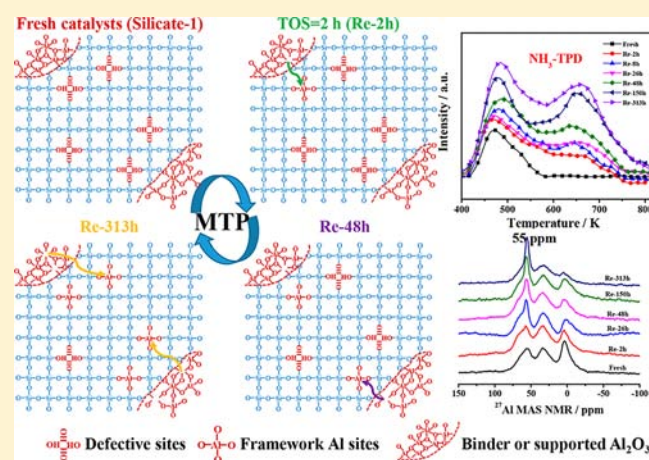 Fresh catalysts (Silicate-1)
TOS=2 h (Re-2h)
Re-313h
MTP
Re-48h
Defective sites
Framework Al sites
Binder or supported Al₂O₃
NH₃-TPD
Fresh
Re-2h
Re-8h
Re-26h
Re-48h
Re-150h
Re-313h
Intensity / a.u.
400 500 600 700 800
Temperature / K
55 ppm
Re-313h
Re-150h
Re-48h
Re-26h
Re-2h
Fresh
150 100 50 0 -50 -100
²⁷Al MAS NMR / ppm